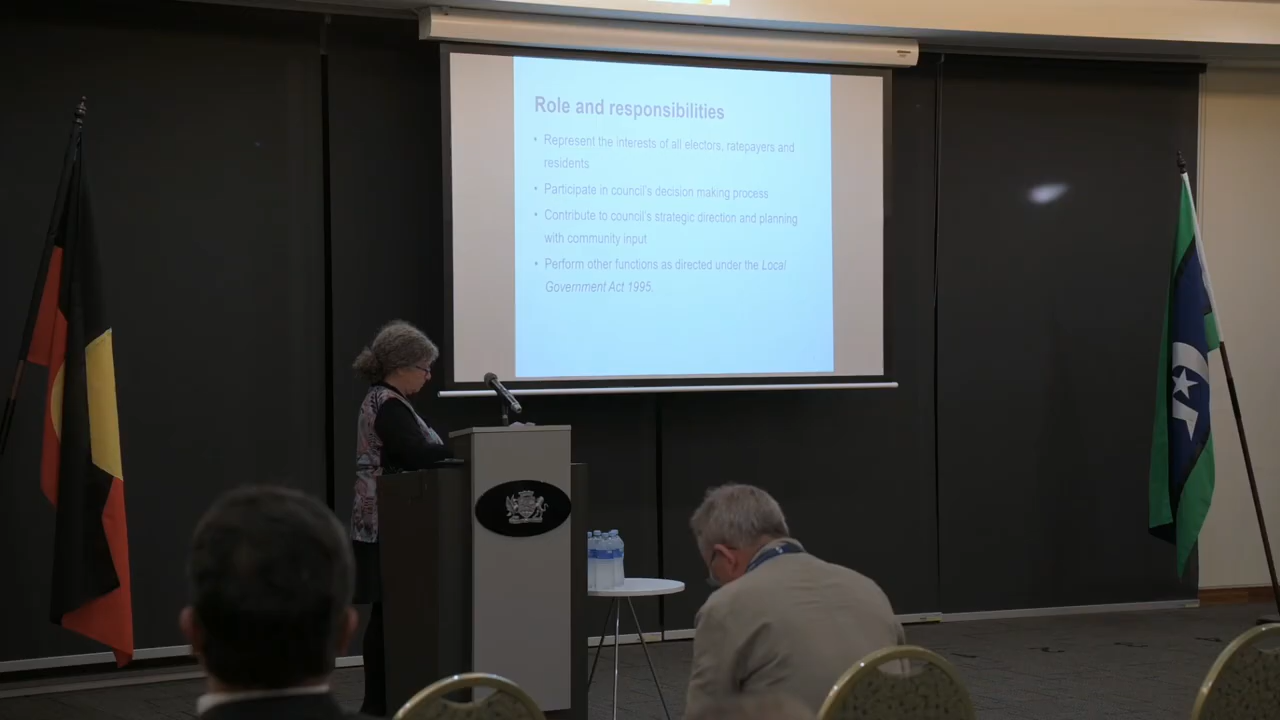 Role and responsibilities
• Represent the interests of all electors, ratepayers and
residents
• Participate in council's decision making process
• Contribute to council's strategic direction and planning
with community input
• Perform other functions as directed under the Local
Government Act 1995.